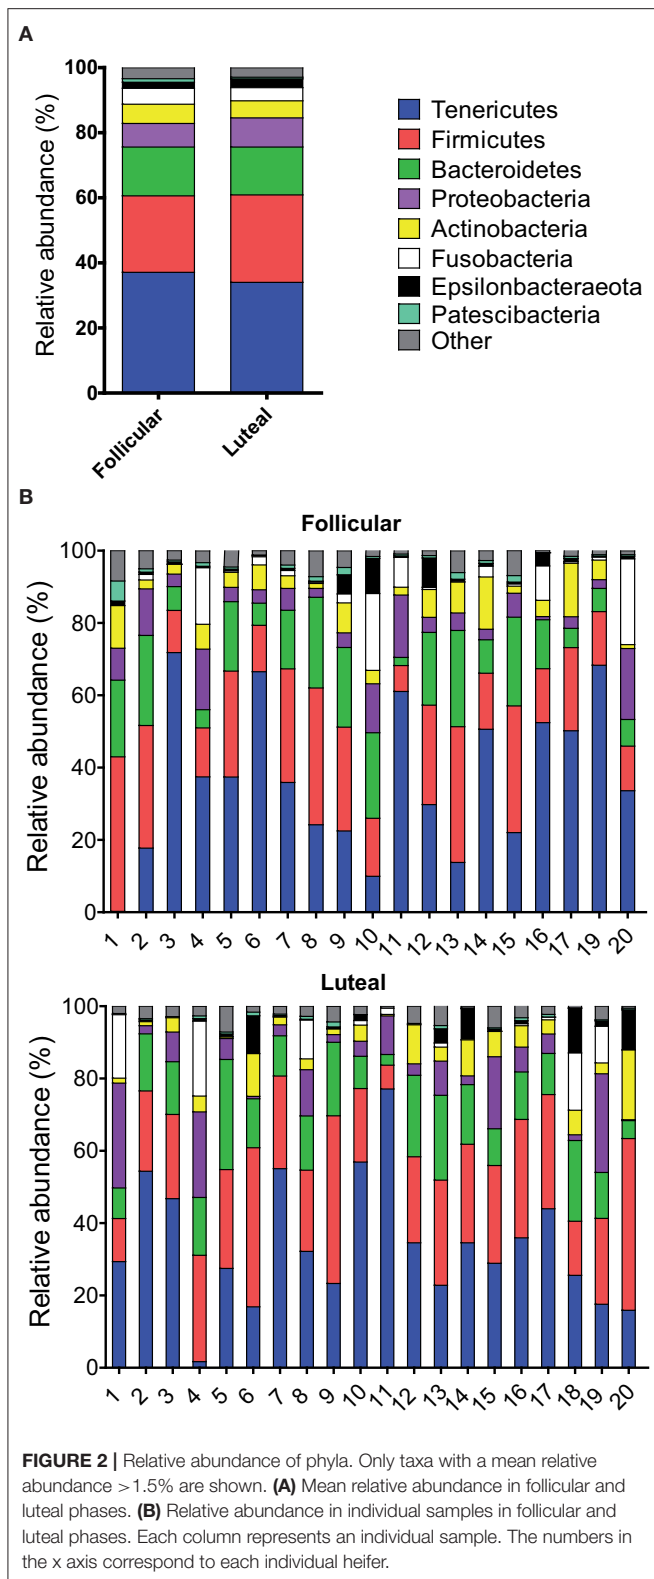 A
Relative abundance (%)
100
80
60
40
20
0
Follicular
Luteal
Tenericutes
Firmicutes
Bacteroidetes
Proteobacteria
Actinobacteria
Fusobacteria
Epsilonbacteraeota
Patescibacteria
Other
B
Follicular
Relative abundance (%)
100
80
60
40
20
0
1 2 3 4 5 6 7 8 9 10 11 12 13 14 15 16 17 19 20
Luteal
Relative abundance (%)
100
80
60
40
20
0
1 2 3 4 5 6 7 8 9 10 11 12 13 14 15 16 17 18 19 20
FIGURE 2 | Relative abundance of phyla. Only taxa with a mean relative
abundance >1.5% are shown. (A) Mean relative abundance in follicular and
luteal phases. (B) Relative abundance in individual samples in follicular and
luteal phases. Each column represents an individual sample. The numbers in
the x axis correspond to each individual heifer.